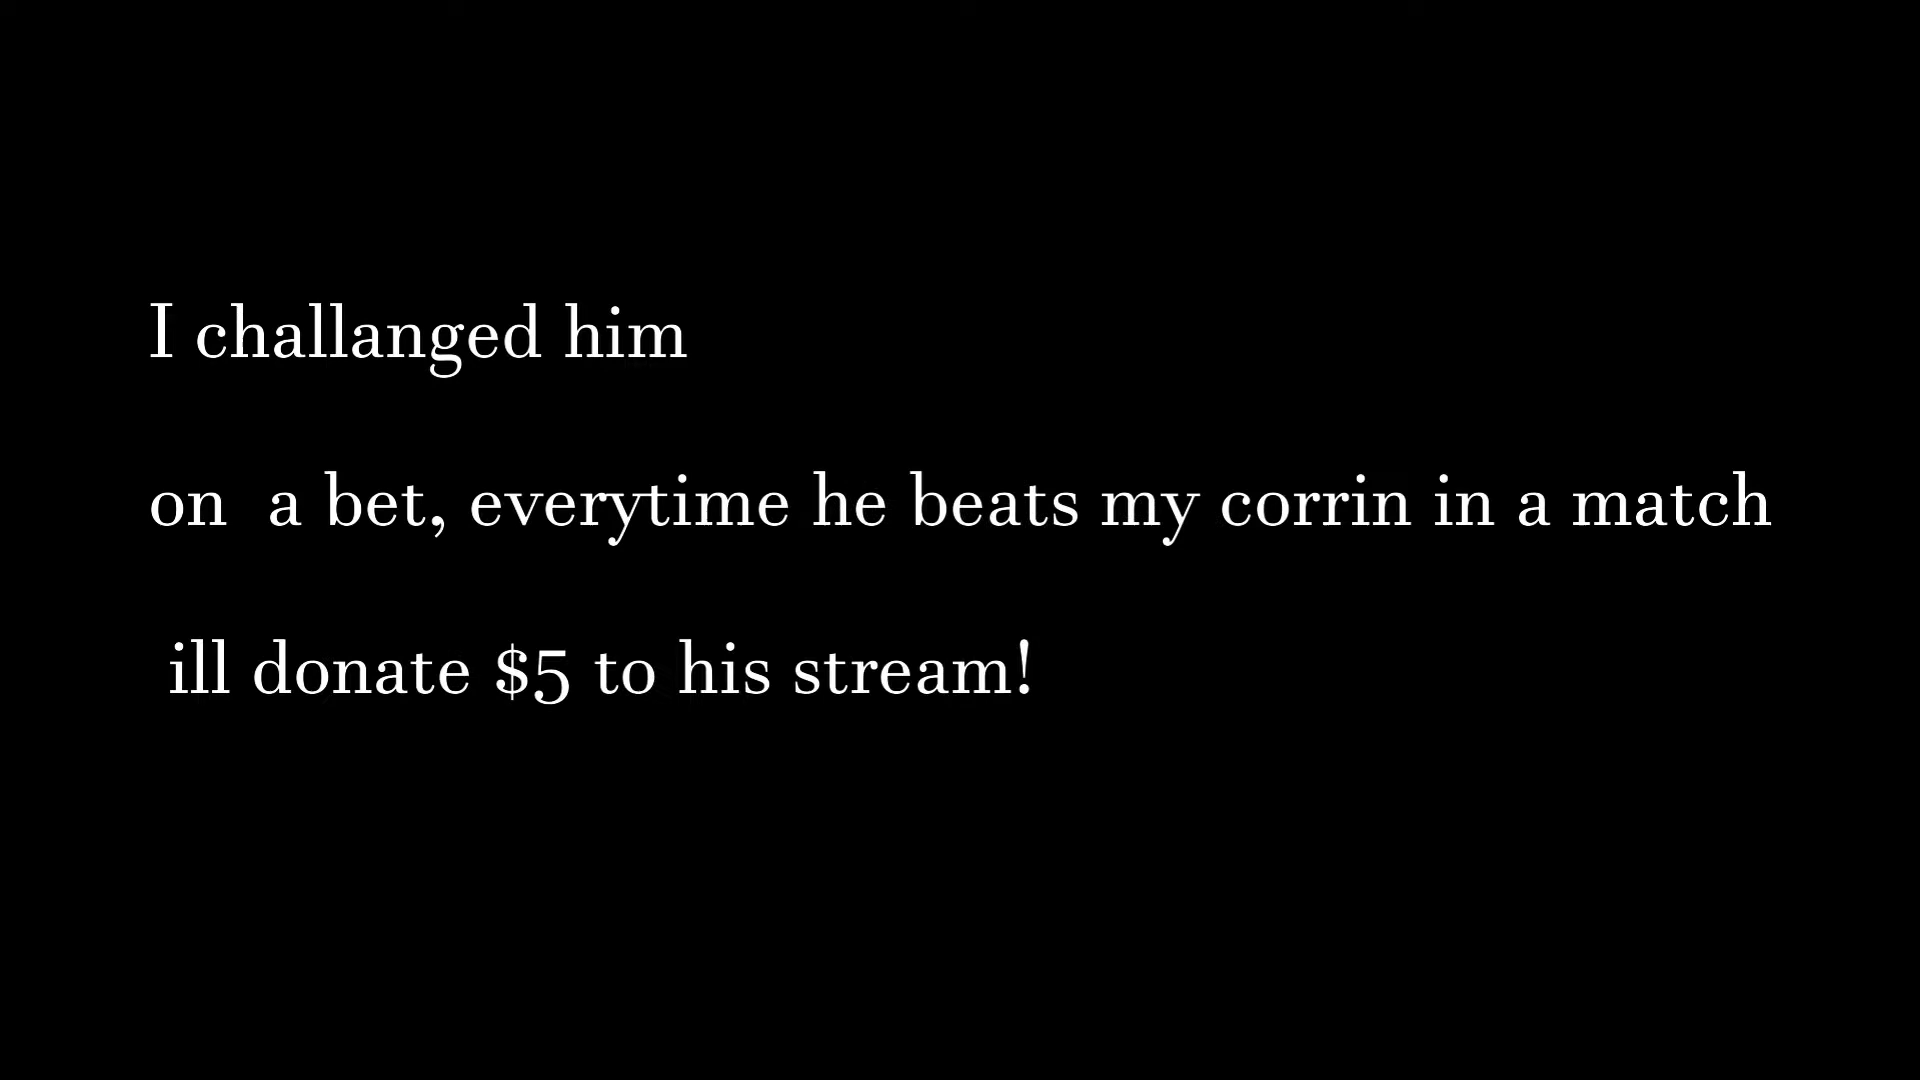 I challanged him
on  a bet, everytime he beats my corrin in a match
ill donate $5 to his stream!